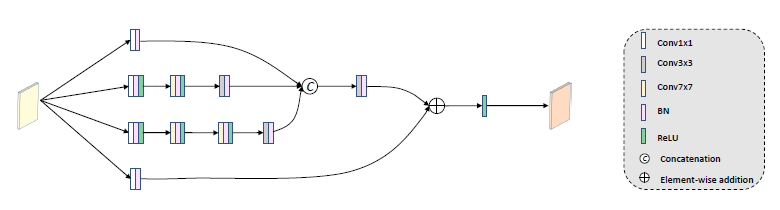 C
Conv1x1
Conv3x3
Conv7x7
BN
ReLU
C Concatenation
Element-wise addition